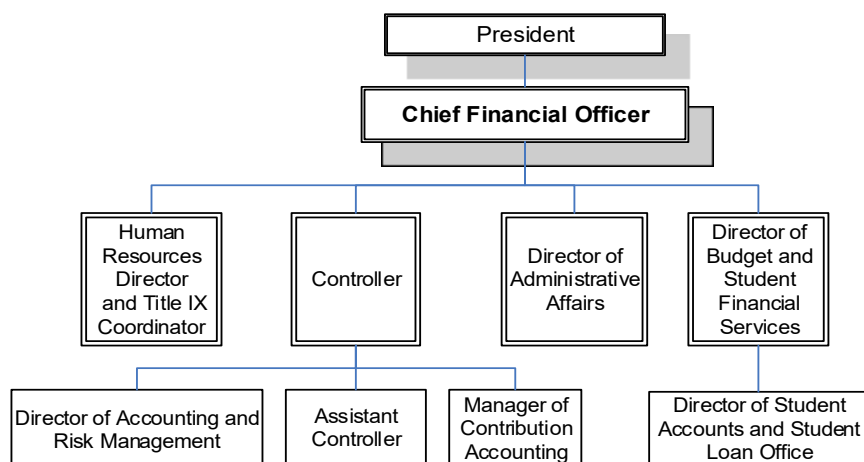 President
Chief Financial Officer
Human
Resources
Director
and Title IX
Coordinator
Controller
Director of
Administrative
Affairs
Director of
Budget and
Student
Financial
Services
Director of Accounting and
Risk Management
Assistant
Controller
Manager of
Contribution
Accounting
Director of Student
Accounts and Student
Loan Office